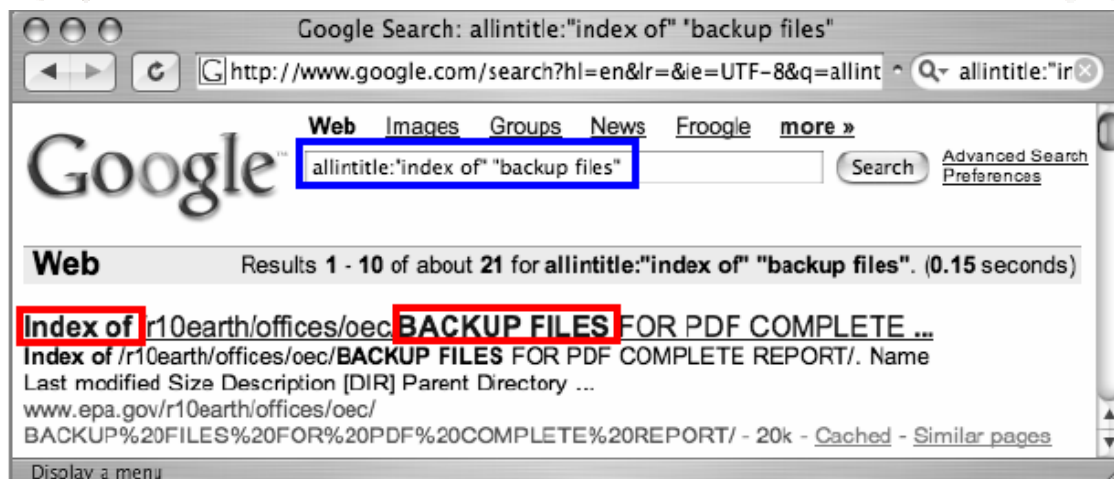 Google Search: allintitle:"index of" "backup files"
G http://www.google.com/search?hl=en&lr=&ie=UTF-8&q=allint allintitle:"in
Web Images Groups News Froogle more »
Google™ allintitle:"index of" "backup files" Search Advanced Search
Preferences
Web Results 1 - 10 of about 21 for allintitle:"index of" "backup files". (0.15 seconds)
Index of /r10earth/offices/oec/BACKUP FILES FOR PDF COMPLETE ...
Index of /r10earth/offices/oec/BACKUP FILES FOR PDF COMPLETE REPORT/. Name
Last modified Size Description [DIR] Parent Directory ...
www.epa.gov/r10earth/offices/oec/
BACKUP%20FILES%20FOR%20PDF%20COMPLETE%20REPORT/ - 20k - Cached - Similar pages
Display a menu